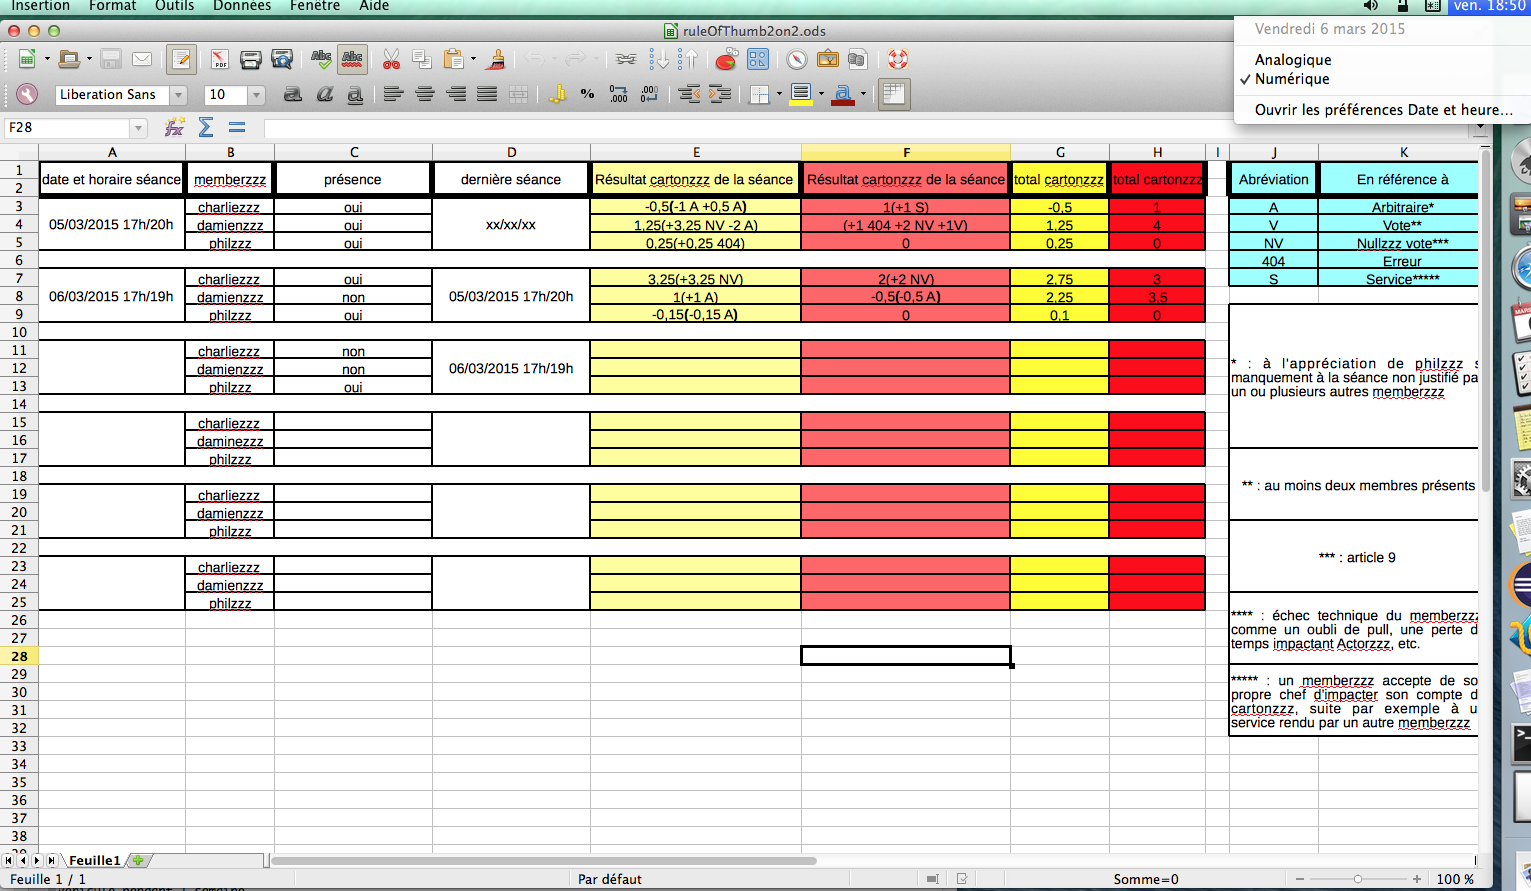 Insertion Format Outils Données Fenêtre Aide ven. 18:50
ruleOfThumb2on2.ods
Vendredi 6 mars 2015
Analogique
✓ Numérique
Ouvrir les préférences Date et heure...
Liberation Sans 10
F28
A B C D E F G H I J K
1
2
date et horaire séance memberzzz présence dernière séance Résultat cartonzzz de la séance Résultat cartonzzz de la séance total cartonzzz total cartonzzz Abréviation En référence à
3 charliezzz oui -0,5(-1 A +0,5 A) 1(+1 S) -0,5 1 A Arbitraire*
4 05/03/2015 17h/20h damienzzz oui xx/xx/xx 1,25(+3,25 NV -2 A) (+1 404 +2 NV +1V) 1,25 4 V Vote**
5 philzzz oui 0,25(+0,25 404) 0 0,25 0 NV Nullzzz vote***
6 404 Erreur
7 charliezzz oui 3,25(+3,25 NV) 2(+2 NV) 2,75 3 S Service*****
8 06/03/2015 17h/19h damienzzz non 05/03/2015 17h/20h 1(+1 A) -0,5(-0,5 A) 2,25 3,5
9 philzzz oui -0,15(-0,15 A) 0 0,1 0
10
11 charliezzz non
12 damienzzz non 06/03/2015 17h/19h
13 philzzz oui
14
15 charliezzz
16 daminezzz
17 philzzz
18
19 charliezzz
20 damienzzz
21 philzzz
22
23 charliezzz
24 damienzzz
25 philzzz
26
27
28
29
30
31
32
33
34
35
36
37
38
* : à l'appréciation de philzzz s
manquement à la séance non justifié pa
un ou plusieurs autres memberzzz
** : au moins deux membres présents
*** : article 9
**** : échec technique du memberzzz
comme un oubli de pull, une perte d
temps impactant Actorzzz, etc.
***** : un memberzzz accepte de so
propre chef d'impacter son compte d
cartonzzz, suite par exemple à u
service rendu par un autre memberzzz
Feuille1
Feuille 1 / 1 Par défaut Somme=0 100 %